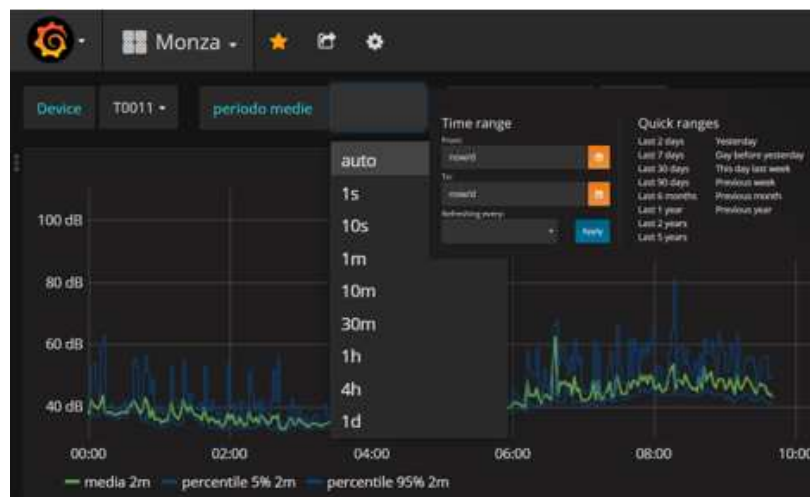 Monza
Device T0011 periodo medie
Time range
From:
now/d
To:
now/d
Refreshing every:
Apply
Quick ranges
Last 2 days Yesterday
Last 7 days Day before yesterday
Last 30 days This day last week
Last 90 days Previous week
Last 6 months Previous month
Last 1 year Previous year
Last 2 years
Last 5 years
auto
1s
10s
1m
10m
30m
1h
4h
1d
100 dB
80 dB
60 dB
40 dB
00:00 02:00 04:00 06:00 08:00 10:00
media 2m percentile 5% 2m percentile 95% 2m